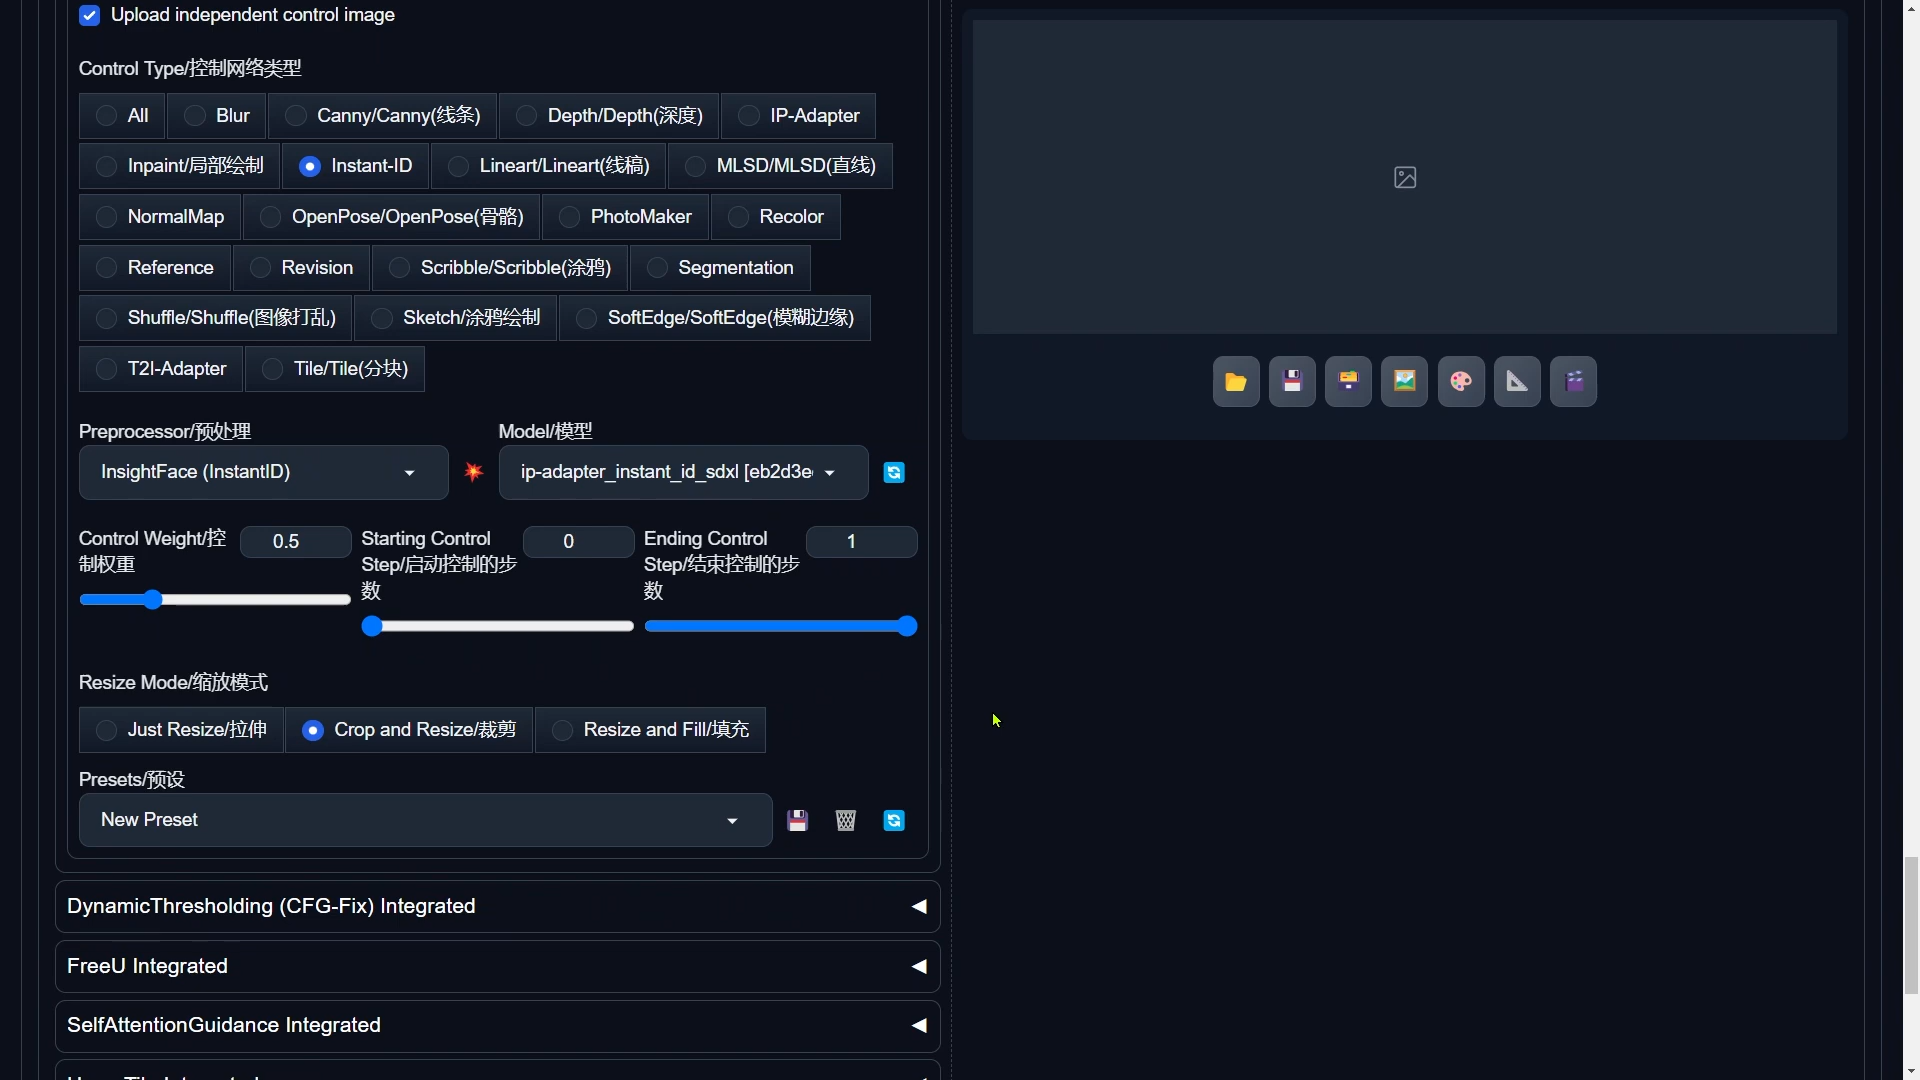 Upload independent control image
Control Type/控制网络类型
All Blur Canny/Canny(线条) Depth/Depth(深度) IP-Adapter
Inpaint/局部绘制 Instant-ID Lineart/Lineart(线稿) MLSD/MLSD(直线)
NormalMap OpenPose/OpenPose(骨骼) PhotoMaker Recolor
Reference Revision Scribble/Scribble(涂鸦) Segmentation
Shuffle/Shuffle(图像打乱) Sketch/涂鸦绘制 SoftEdge/SoftEdge(模糊边缘)
T2I-Adapter Tile/Tile(分块)
Preprocessor/预处理 Model/模型
InsightFace (InstantID) ip-adapter_instant_id_sdxl [eb2d3e
Control Weight/控 0.5 Starting Control 0 Ending Control 1
制权重 Step/启动控制的步 Step/结束控制的步
数 数
Resize Mode/缩放模式
Just Resize/拉伸 Crop and Resize/裁剪 Resize and Fill/填充
Presets/预设
New Preset
DynamicThresholding (CFG-Fix) Integrated
FreeU Integrated
SelfAttentionGuidance Integrated